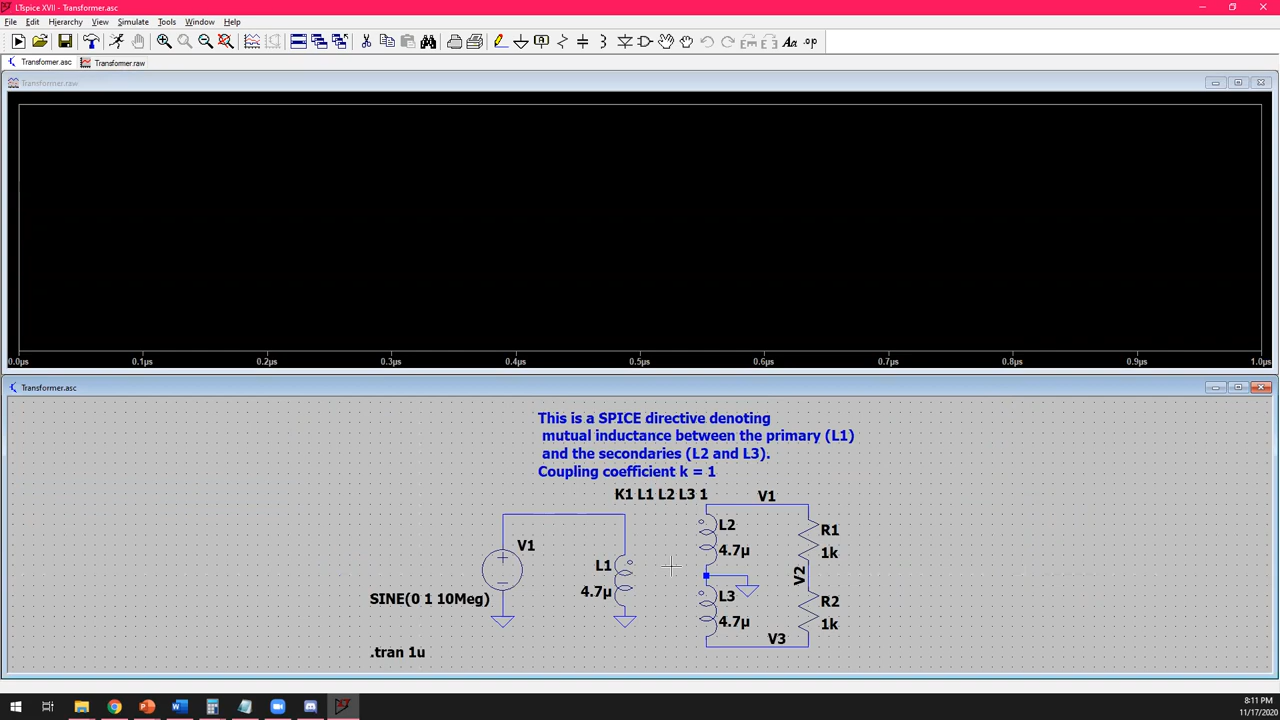 LTspice XVII - Transformer.asc
File Edit Hierarchy View Simulate Tools Window Help
Transfomer.asc Transfomer.raw
Transfomer.raw
0.0µs 0.1µs 0.2µs 0.3µs 0.4µs 0.5µs 0.6µs 0.7µs 0.8µs 0.9µs 1.0µs
Transfomer.asc
This is a SPICE directive denoting
mutual inductance between the primary (L1)
and the secondaries (L2 and L3).
Coupling coefficient k = 1
K1 L1 L2 L3 1
V1
L2
R1
V1
4.7µ
1k
L1
V2
4.7µ
L3
R2
SINE(0 1 10Meg)
4.7µ
1k
V3
.tran 1u
8:11 PM
11/17/2020